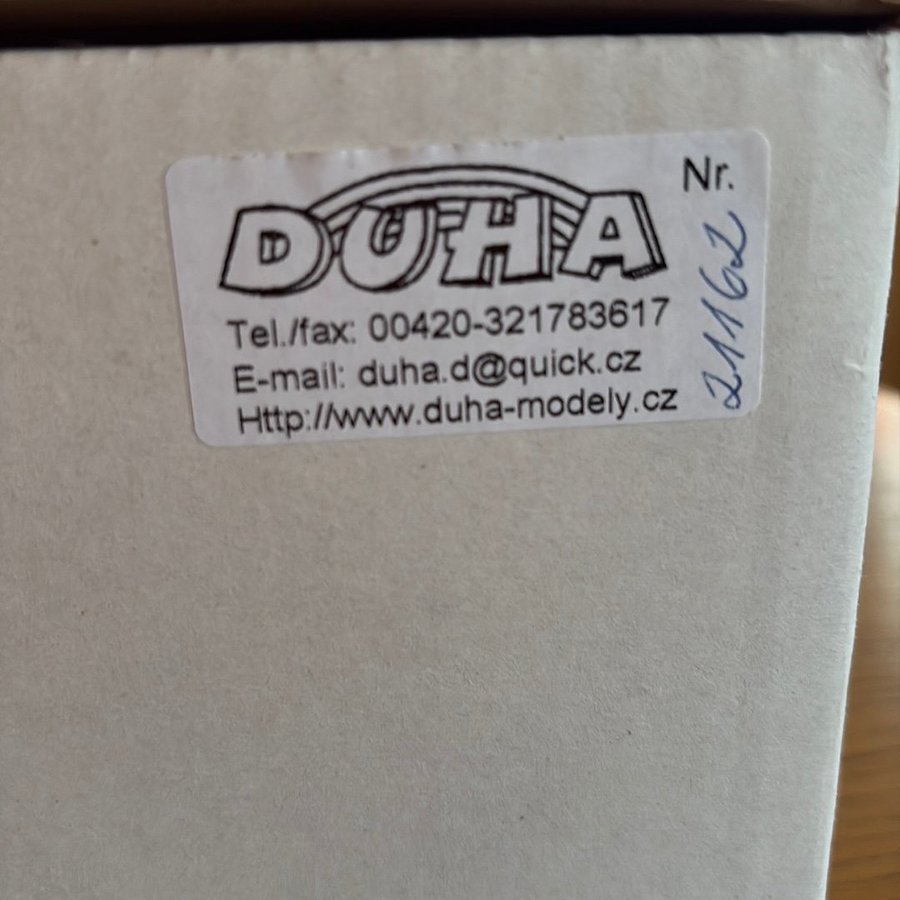 DUHA
Nr.
21162
Tel./fax: 00420-321783617
E-mail: duha.d@quick.cz
Http://www.duha-modely.cz